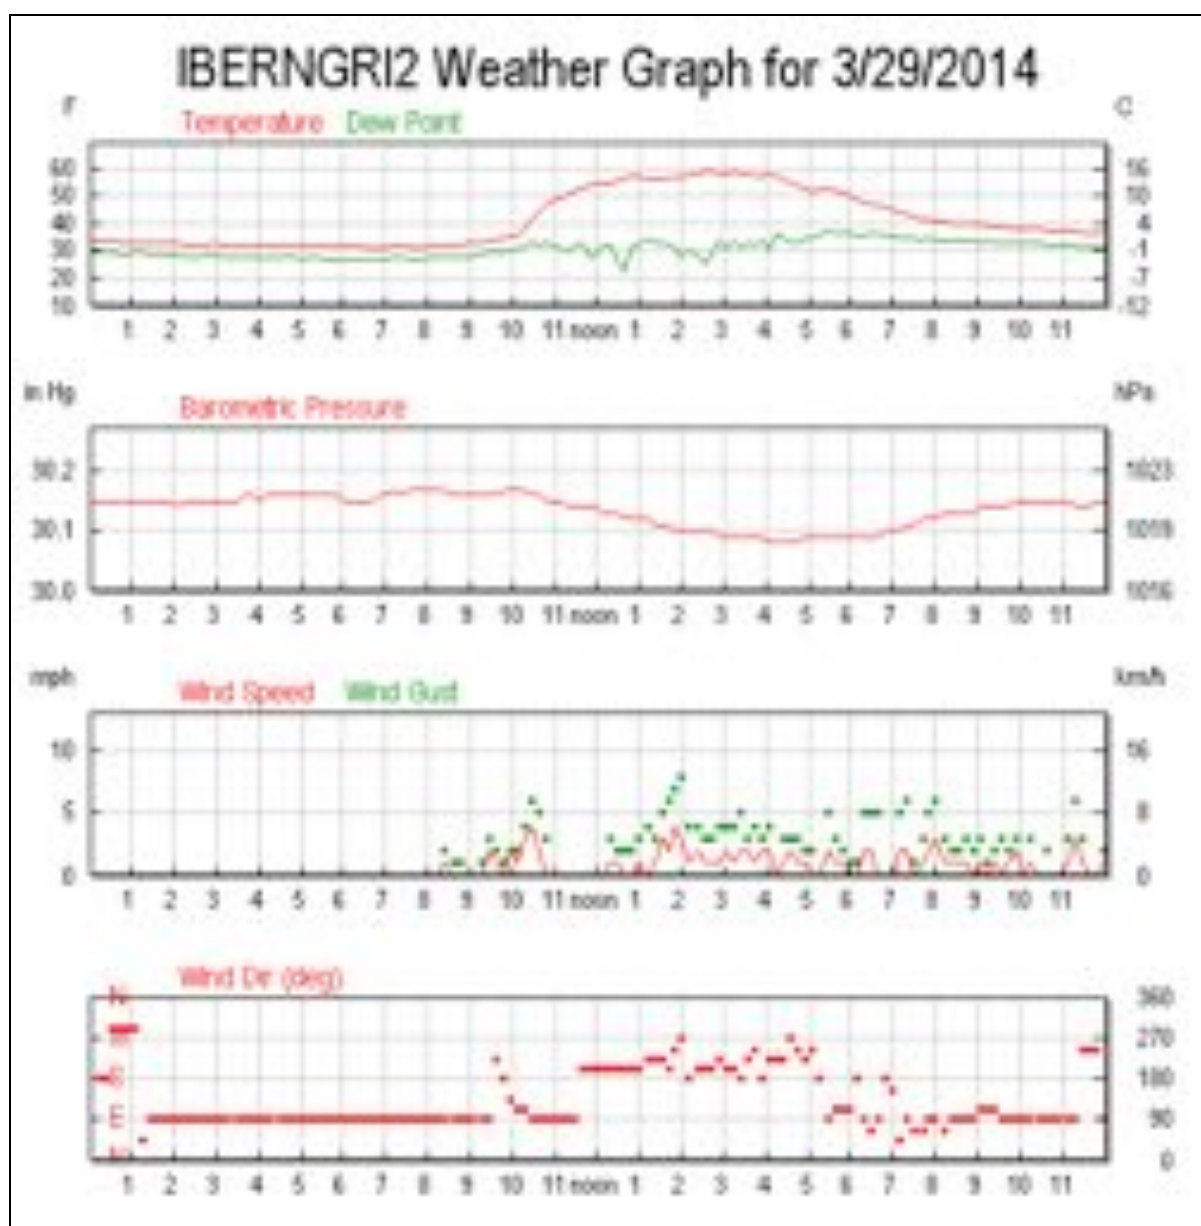 IBERNGRI2 Weather Graph for 3/29/2014
F C
Temperature Dew Point
60 16
50 10
40 4
30 -1
20 -7
10 -12
1 2 3 4 5 6 7 8 9 10 11 noon 1 2 3 4 5 6 7 8 9 10 11
in Hg hPa
Barometric Pressure
30.2 1023
30.1 1019
30.0 1016
1 2 3 4 5 6 7 8 9 10 11 noon 1 2 3 4 5 6 7 8 9 10 11
mph km/h
Wind Speed Wind Gust
10 16
5 8
0 0
1 2 3 4 5 6 7 8 9 10 11 noon 1 2 3 4 5 6 7 8 9 10 11
Wind Dir (deg)
N 360
W 270
S 180
E 90
N 0
1 2 3 4 5 6 7 8 9 10 11 noon 1 2 3 4 5 6 7 8 9 10 11